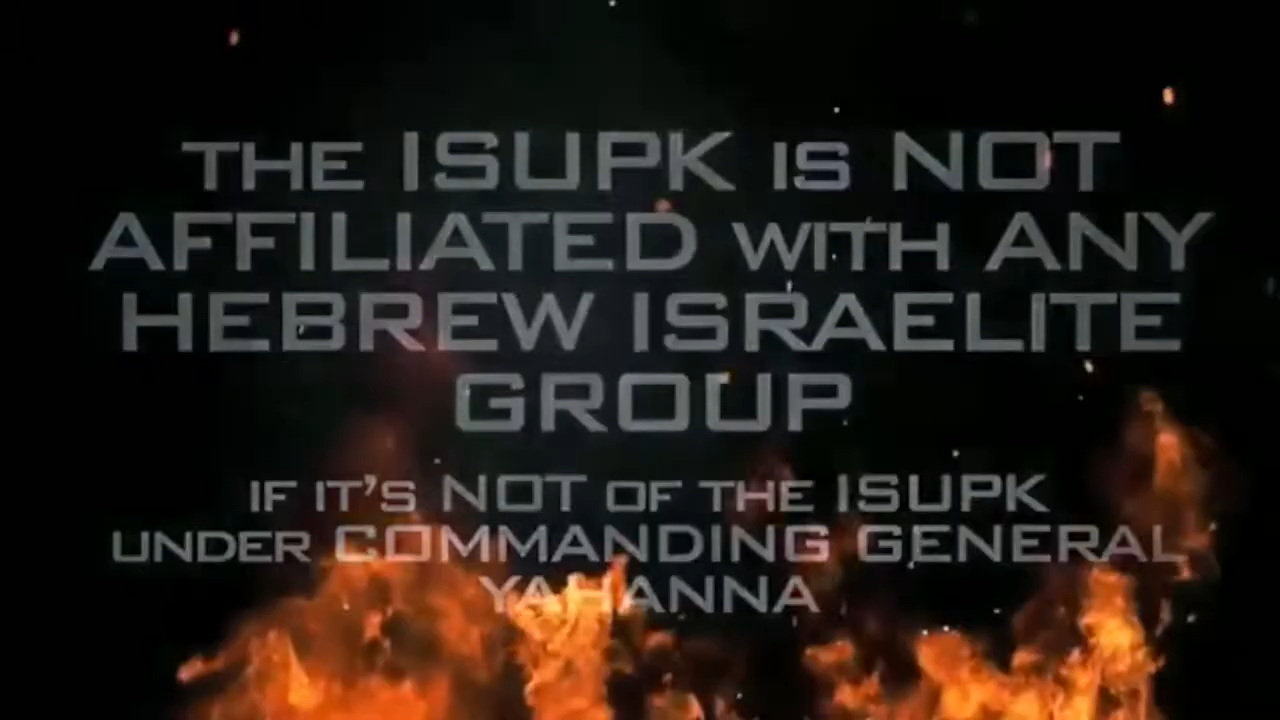 THE ISUPK IS NOT
AFFILIATED WITH ANY
HEBREW ISRAELITE
GROUP
IF IT'S NOT OF THE ISUPK
UNDER COMMANDING GENERAL
YAHANNA